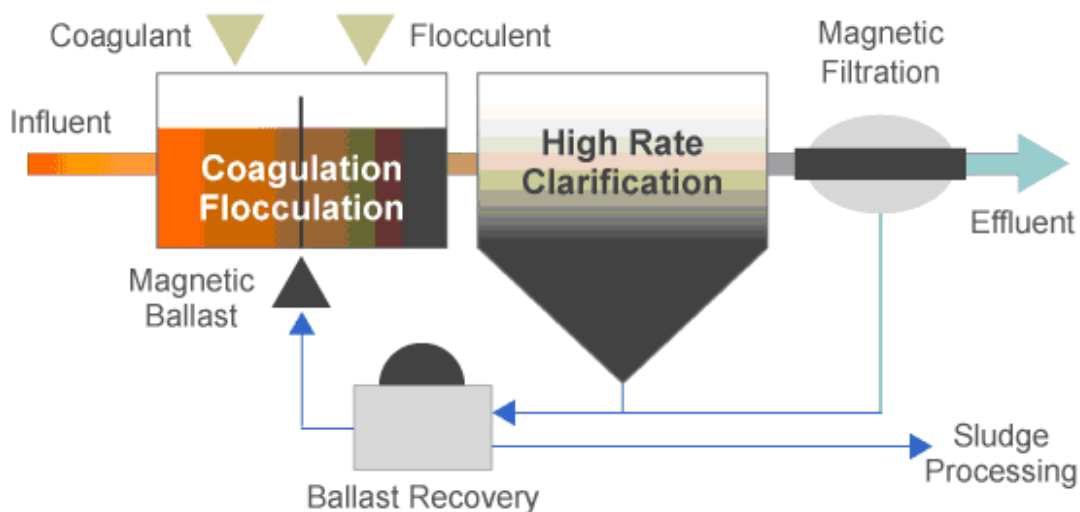 Coagulant
Flocculent
Magnetic
Filtration
Influent
Coagulation
Flocculation
High Rate
Clarification
Effluent
Magnetic
Ballast
Sludge
Processing
Ballast Recovery